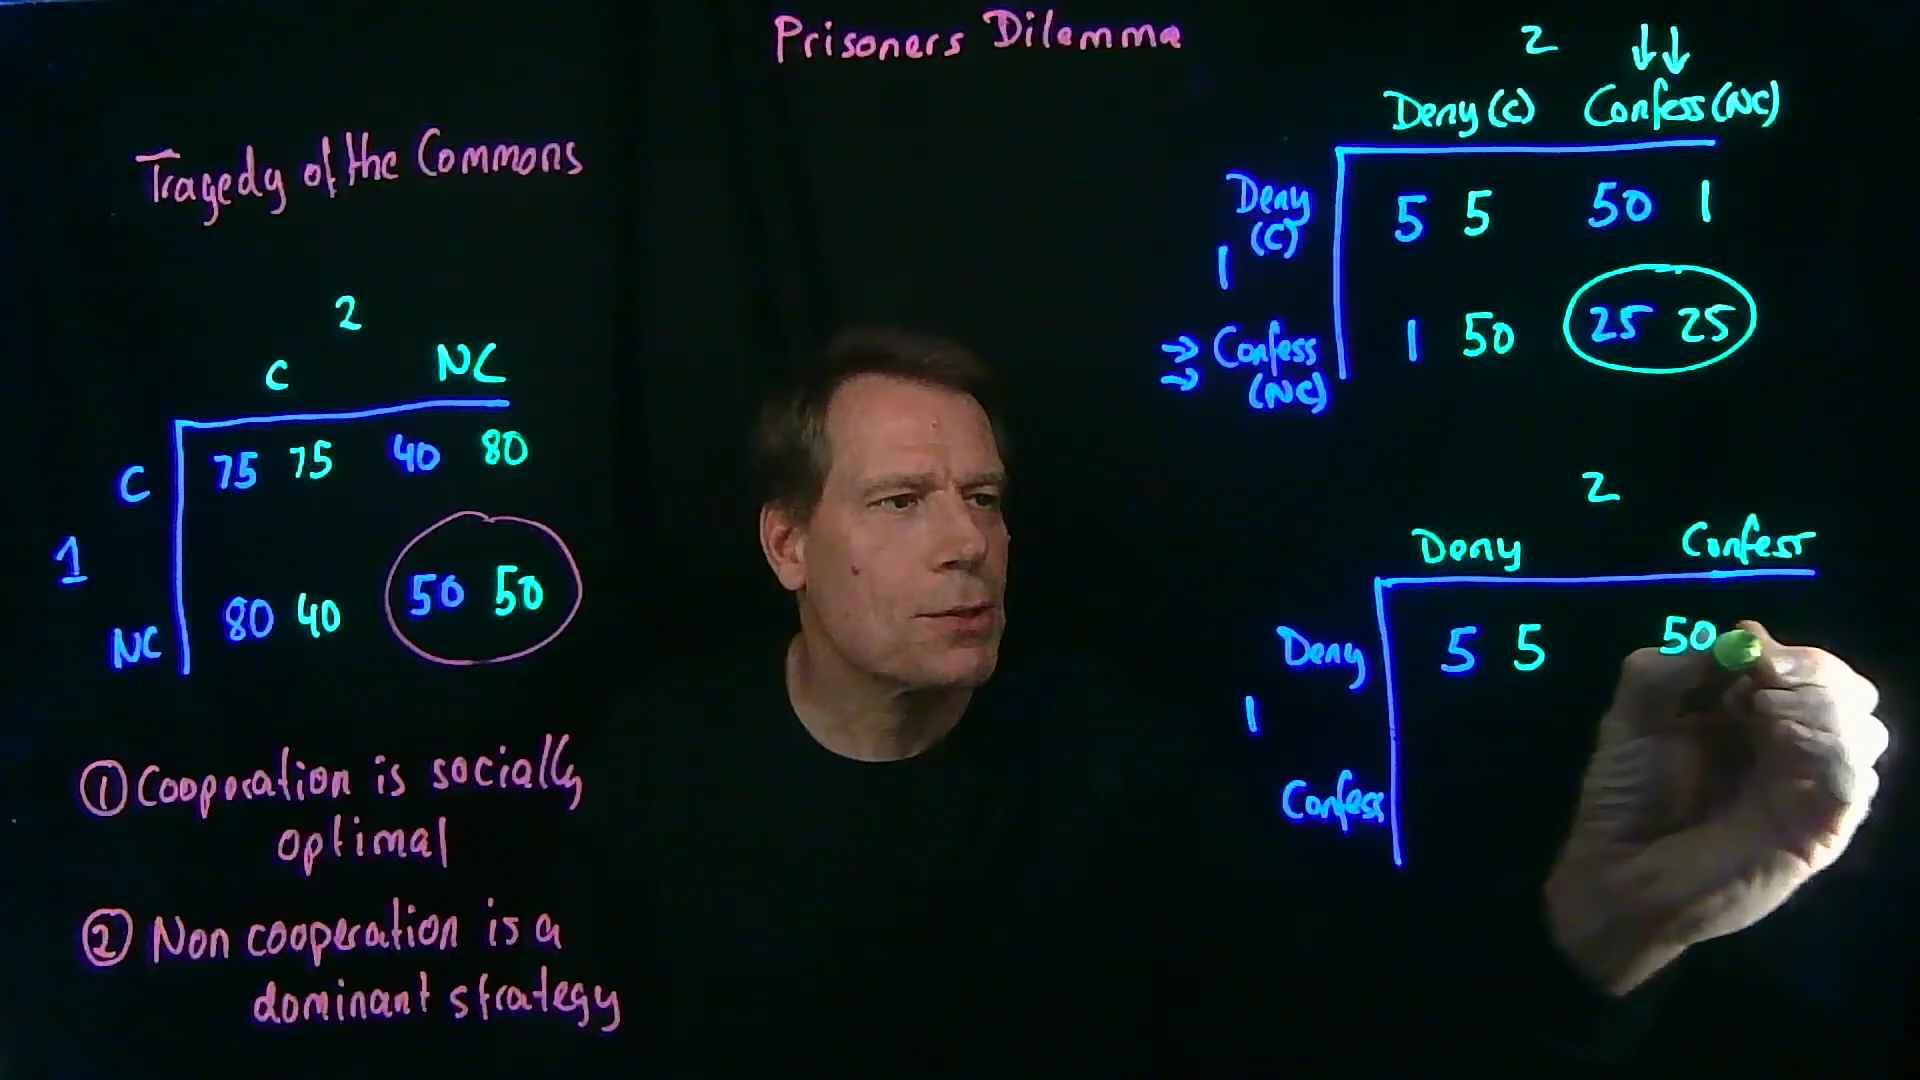 Prisoners Dilemma
Tragedy of the Commons
2
C NC
C 75 75 40 80
1
NC 80 40 50 50
① Cooperation is socially
optimal
② Non cooperation is a
dominant strategy
2 ↓↓
Deny (C) Confess (NC)
Deny 5 5 50 1
(C)
1
→ Confess 1 50 25 25
→ (NC)
2
Deny Confess
Deny 5 5 50
1
Confess